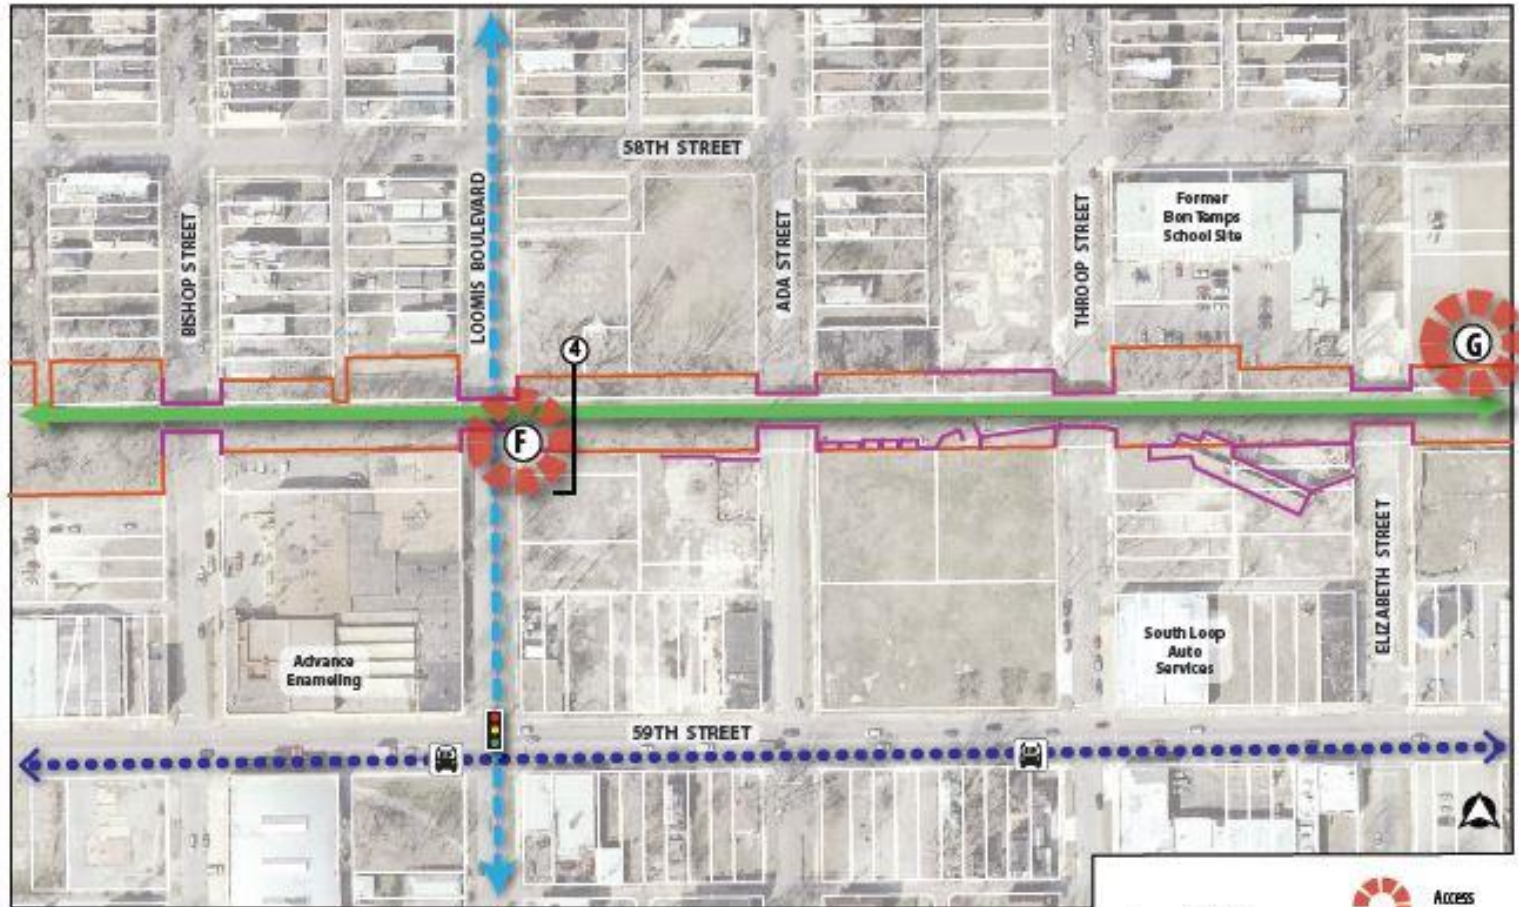 58TH STREET
BISHOP STREET
LOOMIS BOULEVARD
ADA STREET
THROOP STREET
Former
Bon Temps
School Site
4
G
F
ELIZABETH STREET
Advance
Enameling
South Loop
Auto
Services
59TH STREET
Access